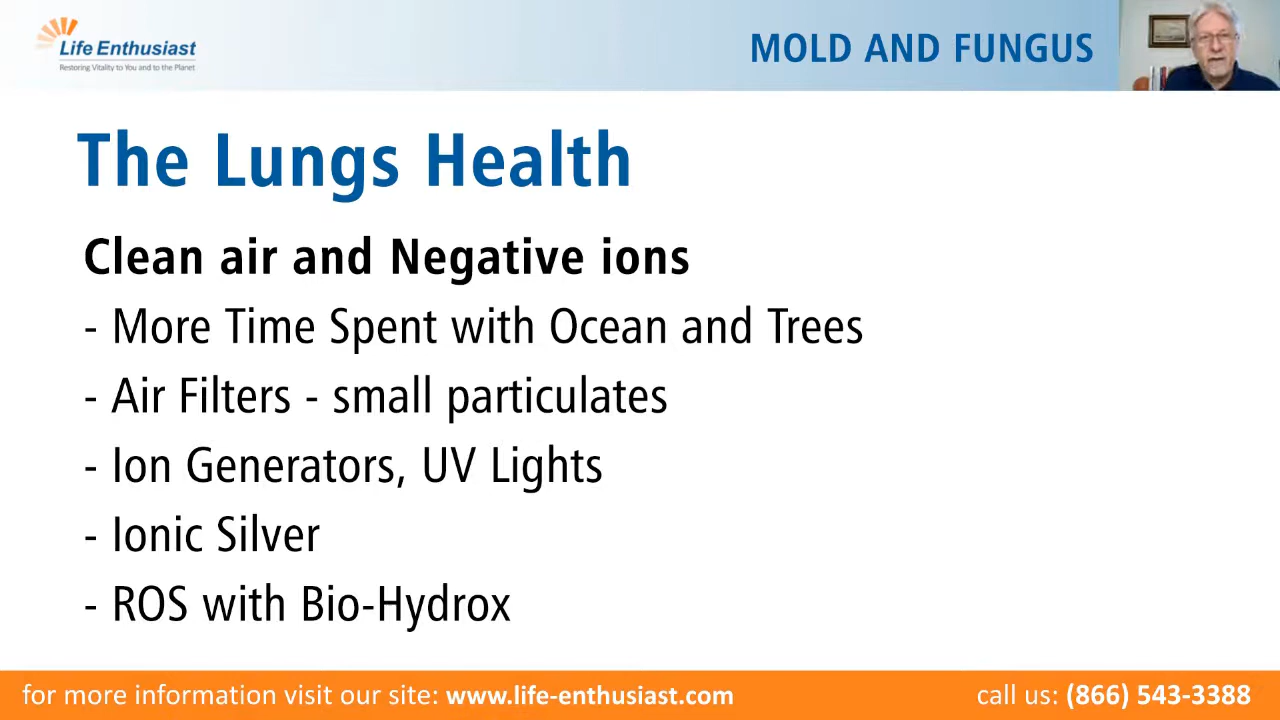 Life Enthusiast
Restoring Vitality to You and to the Planet
MOLD AND FUNGUS
The Lungs Health
Clean air and Negative ions
- More Time Spent with Ocean and Trees
- Air Filters - small particulates
- Ion Generators, UV Lights
- Ionic Silver
- ROS with Bio-Hydrox
for more information visit our site: www.life-enthusiast.com
call us: (866) 543-3388